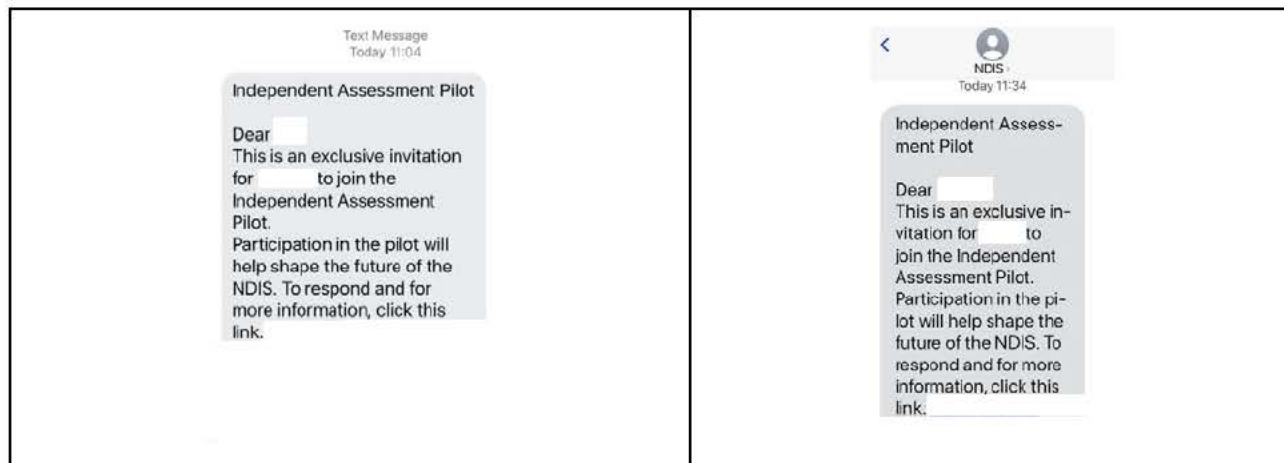 Text Message
Today 11:04
Independent Assessment Pilot
Dear
This is an exclusive invitation
for to join the
Independent Assessment
Pilot.
Participation in the pilot will
help shape the future of the
NDIS. To respond and for
more information, click this
link.
NDIS
Today 11:34
Independent Assess-
ment Pilot
Dear
This is an exclusive in-
vitation for to
join the Independent
Assessment Pilot.
Participation in the pi-
lot will help shape the
future of the NDIS. To
respond and for more
information, click this
link.